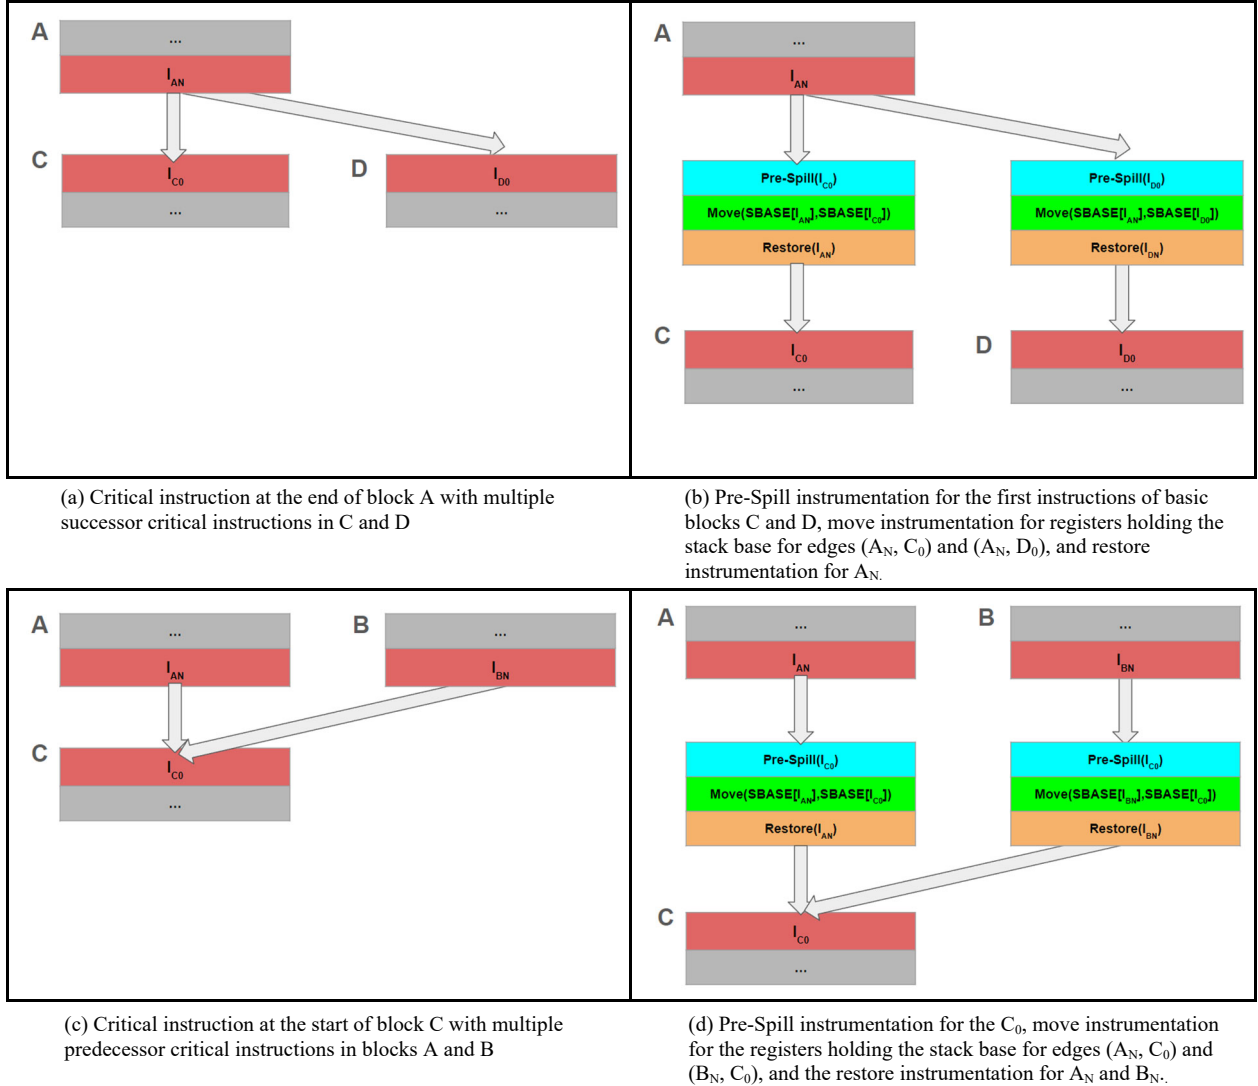 A
...
I_AN
C
I_C0
...
D
I_D0
...
A
...
I_AN
Pre-Spill(I_C0)
Move(SBASE[I_AN],SBASE[I_C0])
Restore(I_AN)
Pre-Spill(I_D0)
Move(SBASE[I_AN],SBASE[I_D0])
Restore(I_DN)
C
I_C0
...
D
I_D0
...
(a) Critical instruction at the end of block A with multiple
successor critical instructions in C and D
(b) Pre-Spill instrumentation for the first instructions of basic
blocks C and D, move instrumentation for registers holding the
stack base for edges (A_N, C_0) and (A_N, D_0), and restore
instrumentation for A_N.
A
...
I_AN
B
...
I_BN
C
I_C0
...
A
...
I_AN
B
...
I_BN
Pre-Spill(I_C0)
Move(SBASE[I_AN],SBASE[I_C0])
Restore(I_AN)
Pre-Spill(I_C0)
Move(SBASE[I_BN],SBASE[I_C0])
Restore(I_BN)
C
I_C0
...
(c) Critical instruction at the start of block C with multiple
predecessor critical instructions in blocks A and B
(d) Pre-Spill instrumentation for the C_0, move instrumentation
for the registers holding the stack base for edges (A_N, C_0) and
(B_N, C_0), and the restore instrumentation for A_N and B_N..